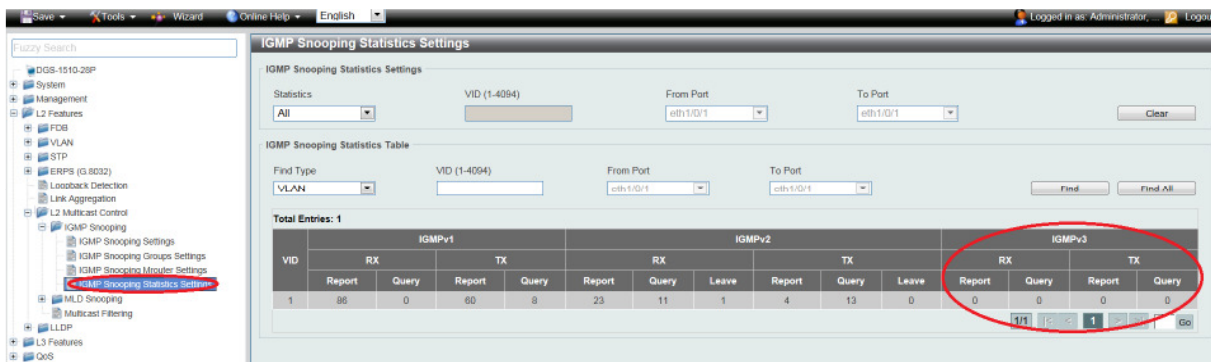 Save Tools Wizard Online Help English Logged in as: Administrator, ... Logou
Fuzzy Search
DGS-1510-28P
System
Management
L2 Features
FDB
VLAN
STP
ERPS (G.8032)
Loopback Detection
Link Aggregation
L2 Multicast Control
IGMP Snooping
IGMP Snooping Settings
IGMP Snooping Groups Settings
IGMP Snooping Mrouter Settings
IGMP Snooping Statistics Settings
MLD Snooping
Multicast Filtering
LLDP
L3 Features
QoS
IGMP Snooping Statistics Settings
IGMP Snooping Statistics Settings
Statistics VID (1-4094) From Port To Port
All eth1/0/1 eth1/0/1 Clear
IGMP Snooping Statistics Table
Find Type VID (1-4094) From Port To Port
VLAN eth1/0/1 eth1/0/1 Find Find All
Total Entries: 1
VID IGMPv1 IGMPv2 IGMPv3
RX TX RX TX RX TX
Report Query Report Query Report Query Leave Report Query Leave Report Query Report Query
1 86 0 60 8 23 11 1 4 13 0 0 0 0 0
1/1 |< < 1 > >| Go